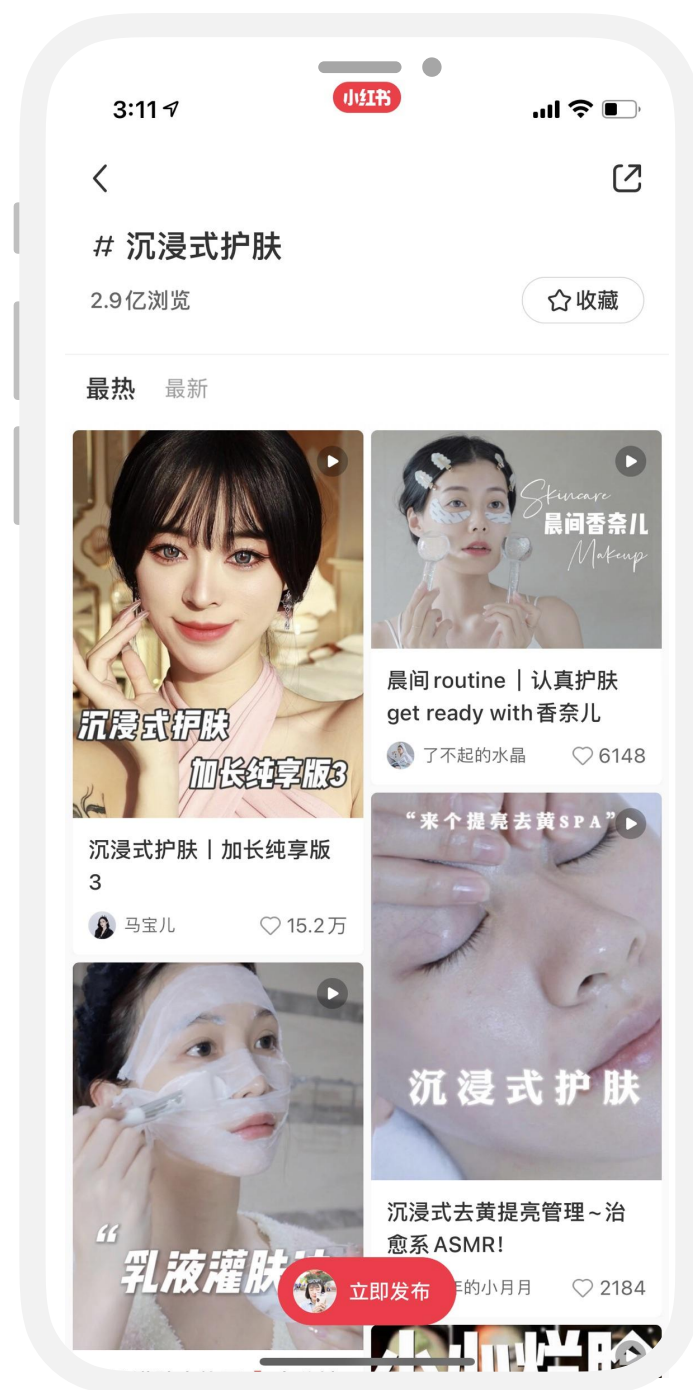 3:11
小红书
# 沉浸式护肤
2.9亿浏览
收藏
最热 最新
沉浸式护肤
加长纯享版3
沉浸式护肤丨加长纯享版
3
马宝儿 15.2万
Skincare
晨间香奈儿
Makeup
晨间routine｜认真护肤
get ready with香奈儿
了不起的水晶 6148
“来个提亮去黄SPA”
沉浸式护肤
沉浸式去黄提亮管理~治
愈系ASMR!
的小月月 2184
“
乳液灌肤
立即发布